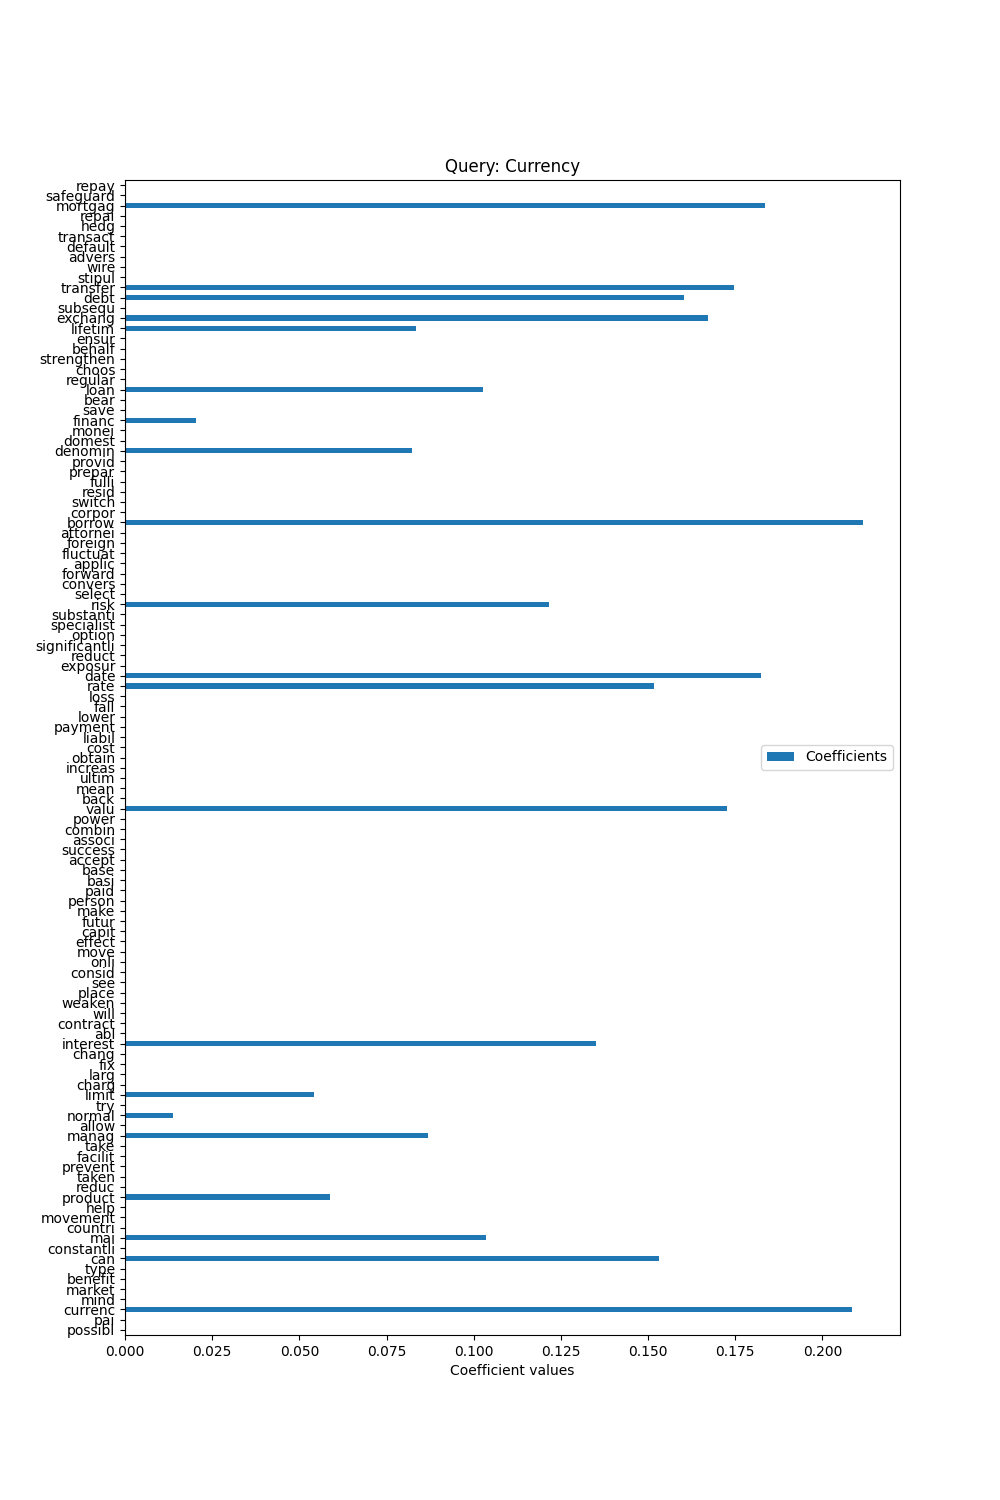 Query: Currency
repay
safeguard
mortgag
repai
hedg
transact
default
advers
wire
stipul
transfer
debt
subsequ
exchang
lifetim
ensur
behalf
strengthen
choos
regular
loan
bear
save
financ
monei
domest
denomin
provid
prepar
fulli
resid
switch
corpor
borrow
attornei
foreign
fluctuat
applic
forward
convers
select
risk
substanti
specialist
option
significantli
reduct
exposur
date
rate
loss
fall
lower
payment
liabil
cost
obtain
Coefficients
increas
ultim
mean
back
valu
power
combin
associ
success
accept
base
basi
paid
person
make
futur
capit
effect
move
onli
consid
see
place
weaken
will
contract
abl
interest
chang
fix
larg
charg
limit
try
normal
allow
manag
take
facilit
prevent
taken
reduc
product
help
movement
countri
mai
constantli
can
type
benefit
market
mind
currenc
pai
possibl
0.000 0.025 0.050 0.075 0.100 0.125 0.150 0.175 0.200
Coefficient values